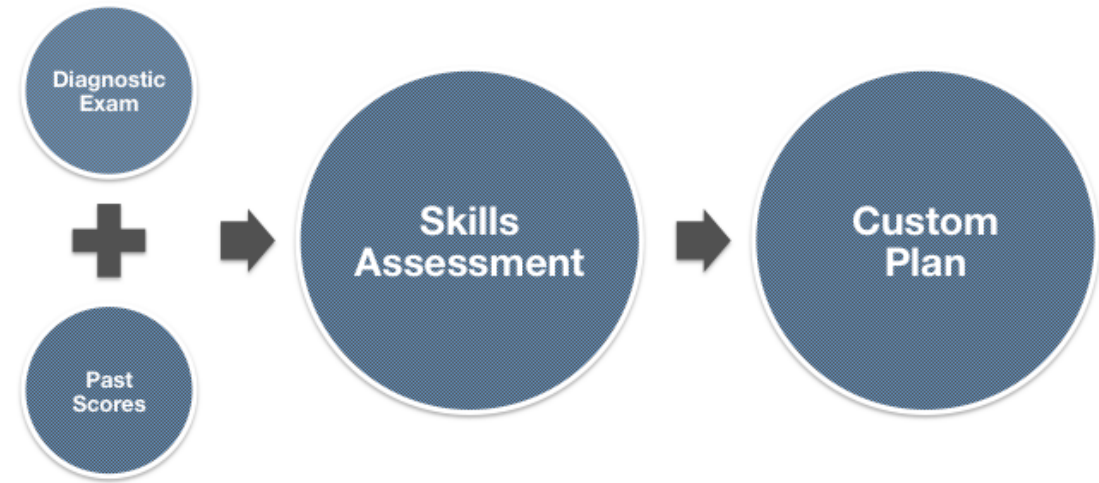 Diagnostic
Exam
Past
Scores
Skills
Assessment
Custom
Plan